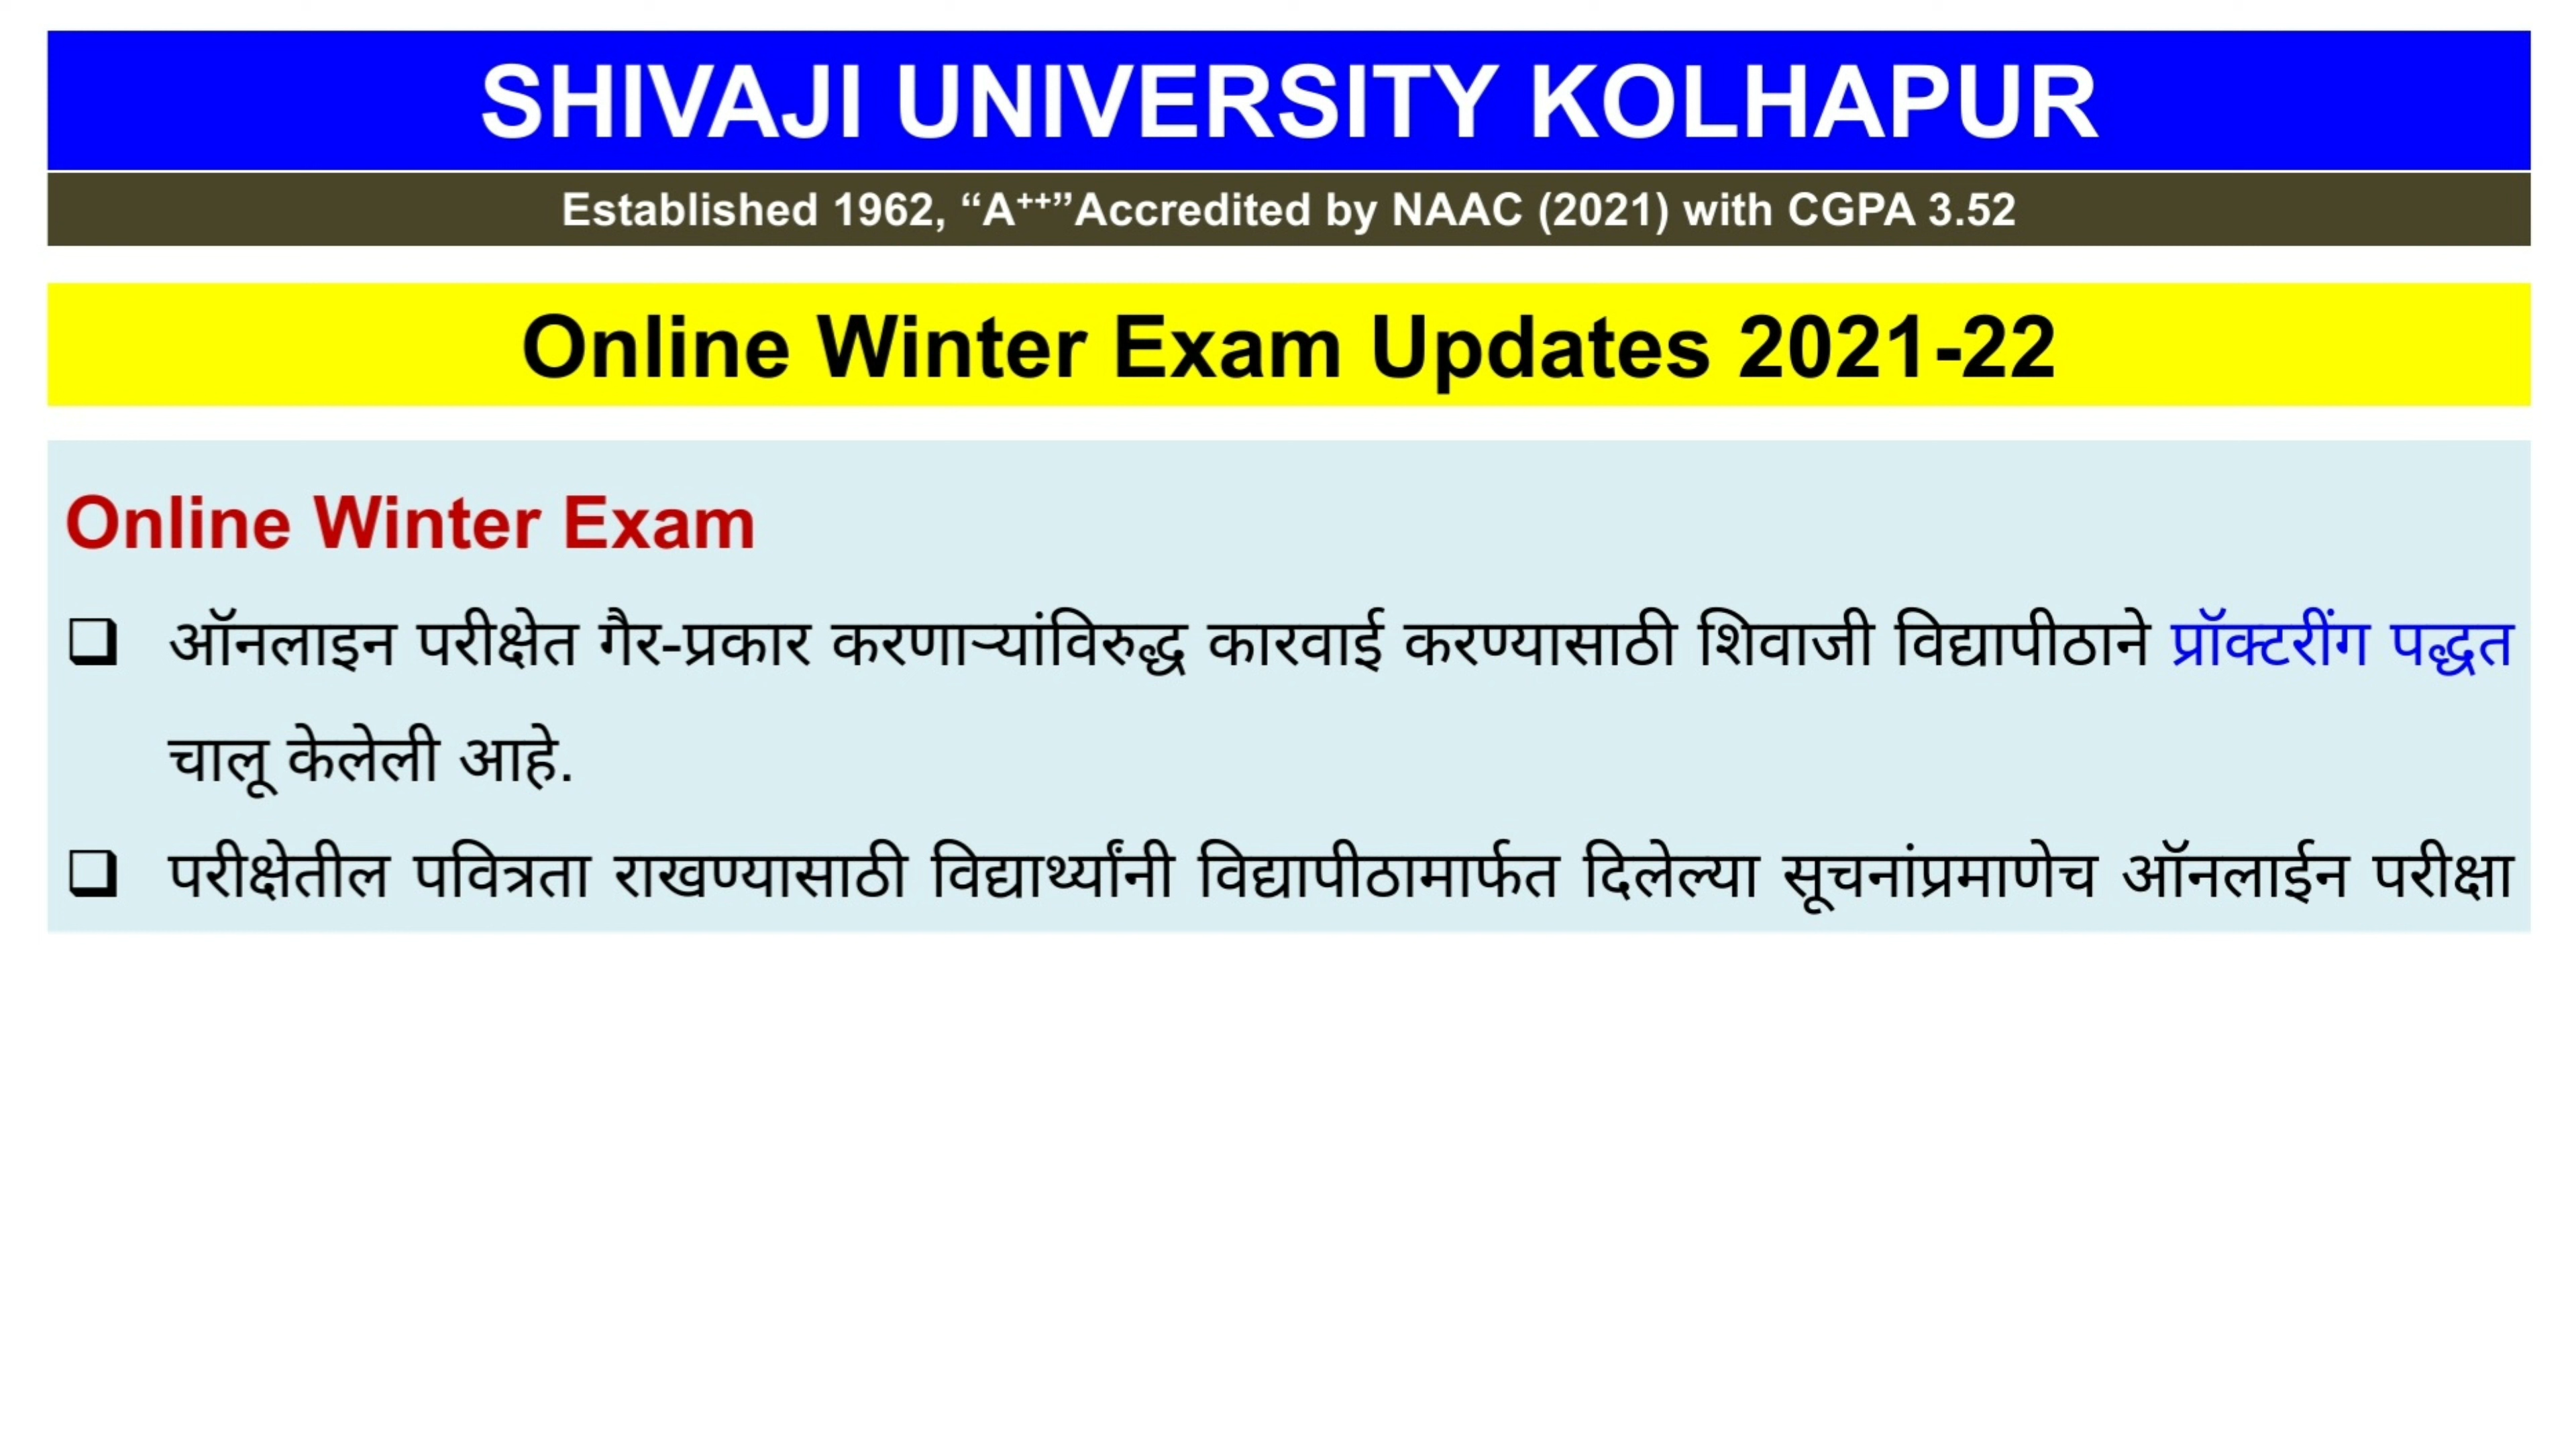 SHIVAJI UNIVERSITY KOLHAPUR
Established 1962, “A++”Accredited by NAAC (2021) with CGPA 3.52
Online Winter Exam Updates 2021-22
Online Winter Exam
❑ ऑनलाइन परीक्षेत गैर-प्रकार करणाऱ्यांविरुद्ध कारवाई करण्यासाठी शिवाजी विद्यापीठाने प्रॉक्टरींग पद्धत
चालू केलेली आहे.
❑ परीक्षेतील पवित्रता राखण्यासाठी विद्यार्थ्यांनी विद्यापीठामार्फत दिलेल्या सूचनांप्रमाणेच ऑनलाईन परीक्षा